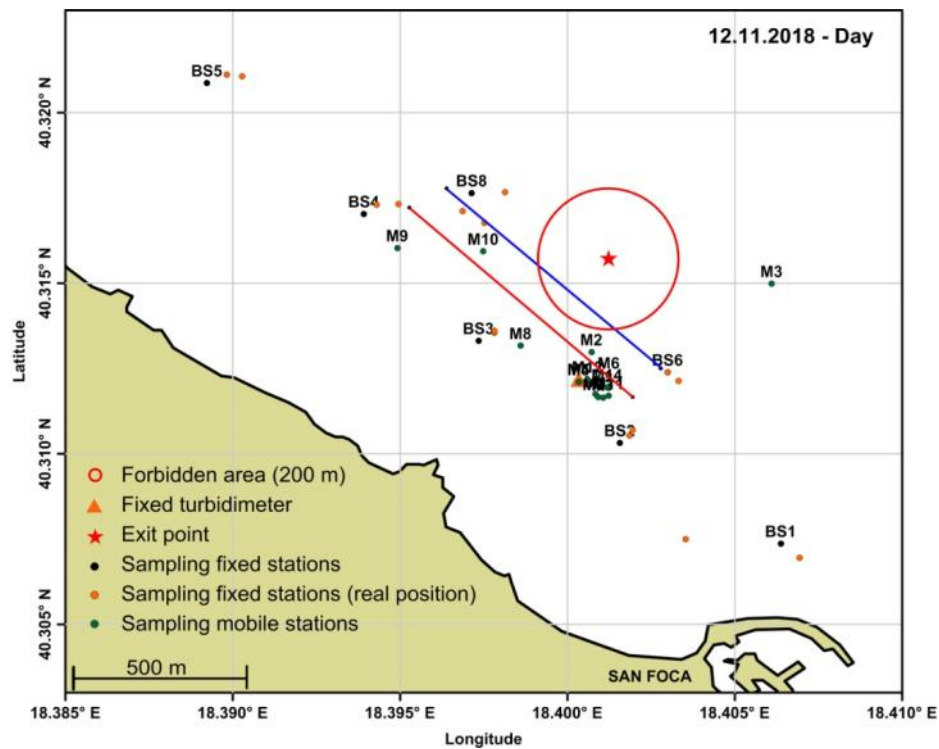 12.11.2018 - Day
BS5
BS8
BS4
M9
M10
M3
BS3
M8
M2
M6
BS6
BS2
BS1
Forbidden area (200 m)
Fixed turbidimeter
Exit point
Sampling fixed stations
Sampling fixed stations (real position)
Sampling mobile stations
500 m
SAN FOCA
40.320° N
40.315° N
40.310° N
40.305° N
Latitude
18.385° E
18.390° E
18.395° E
18.400° E
18.405° E
18.410° E
Longitude